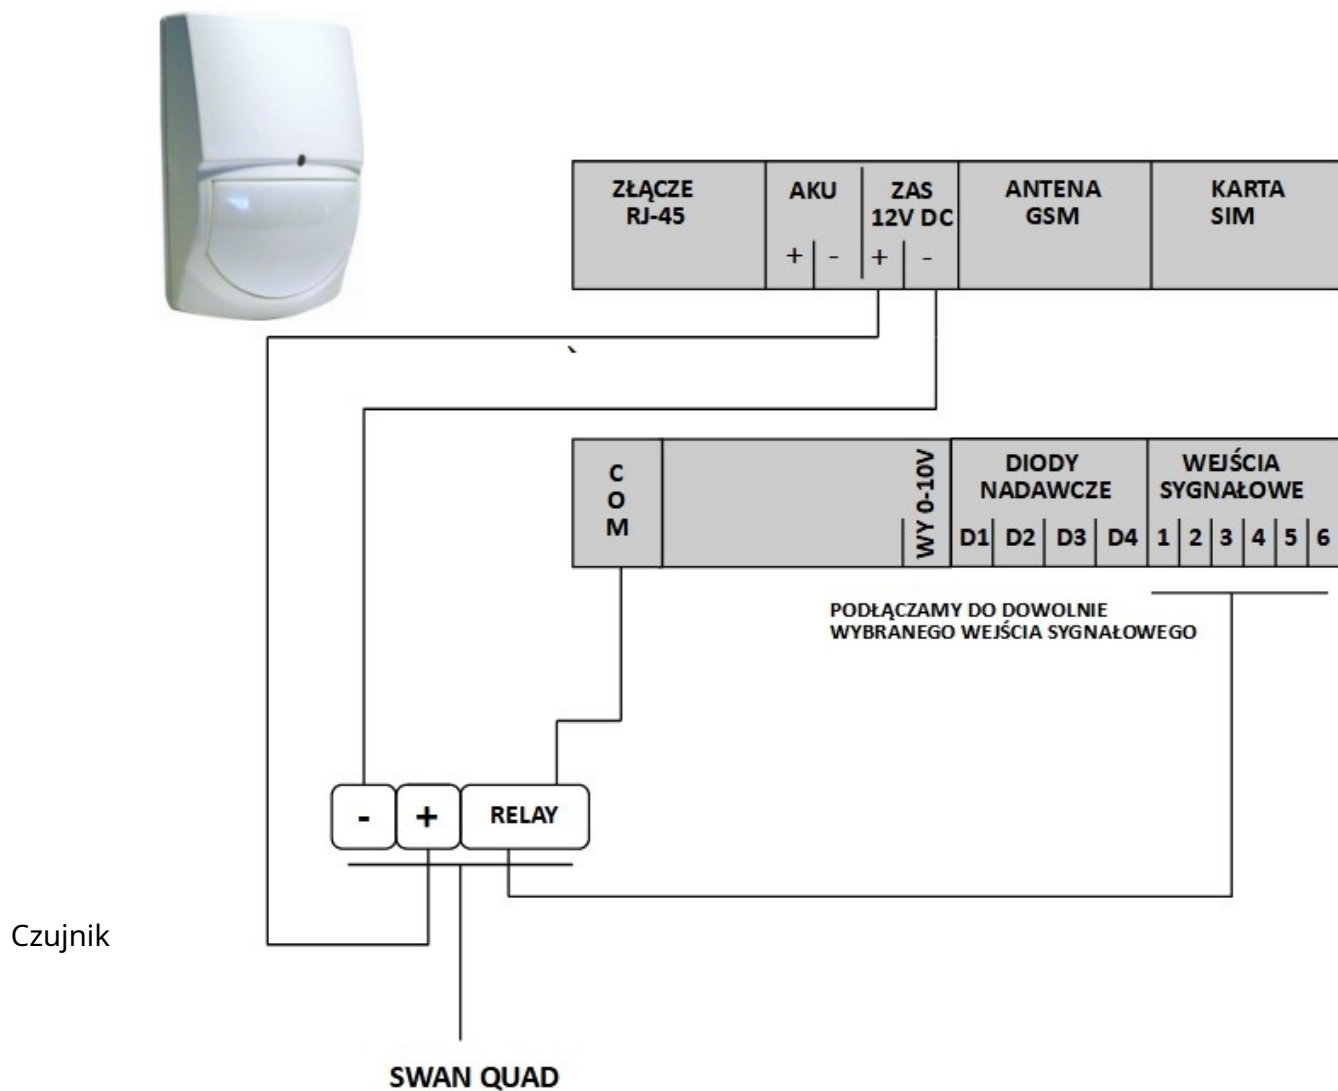 ZŁĄCZE
RJ-45
AKU
+ -
ZAS
12V DC
+ -
ANTENA
GSM
KARTA
SIM
`
C
O
M
WY 0-10V
DIODY
NADAWCZE
D1 D2 D3 D4
WEJŚCIA
SYGNAŁOWE
1 2 3 4 5 6
PODŁĄCZAMY DO DOWOLNIE
WYBRANEGO WEJŚCIA SYGNAŁOWEGO
- + RELAY
Czujnik
SWAN QUAD